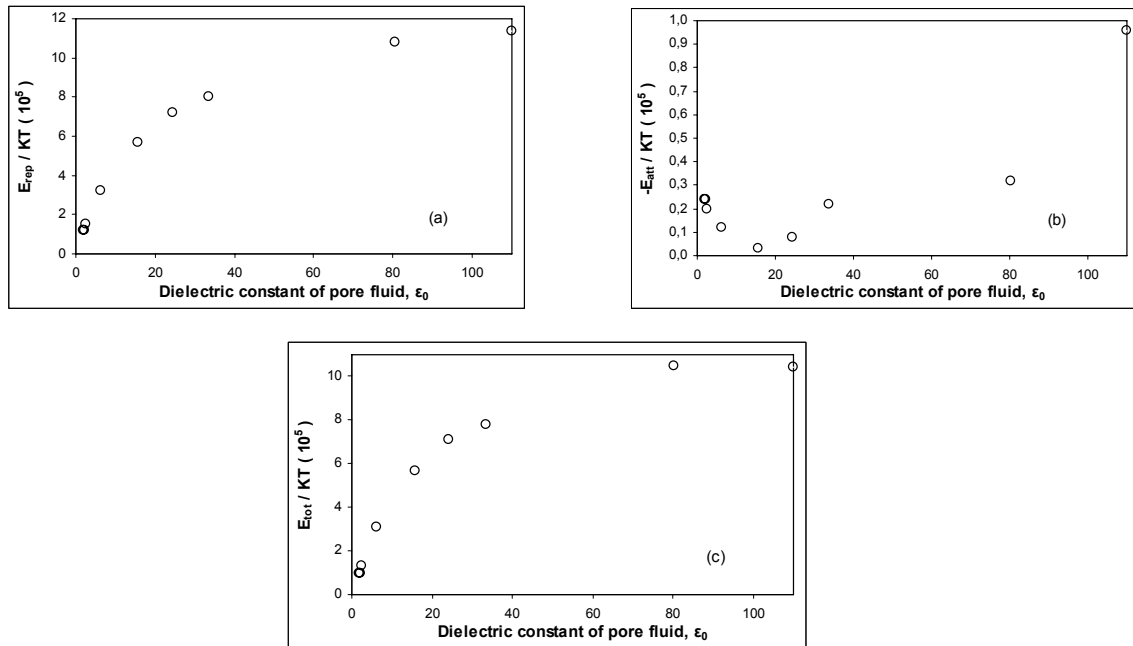 12
10
8
6
4
2
0
E_rep / KT ( 10^5 )
(a)
0 20 40 60 80 100
Dielectric constant of pore fluid, ε_0
1,0
0,9
0,8
0,7
0,6
0,5
0,4
0,3
0,2
0,1
0,0
-E_att / KT ( 10^5 )
(b)
0 20 40 60 80 100
Dielectric constant of pore fluid, ε_0
10
8
6
4
2
0
E_tot / KT ( 10^5 )
(c)
0 20 40 60 80 100
Dielectric constant of pore fluid, ε_0